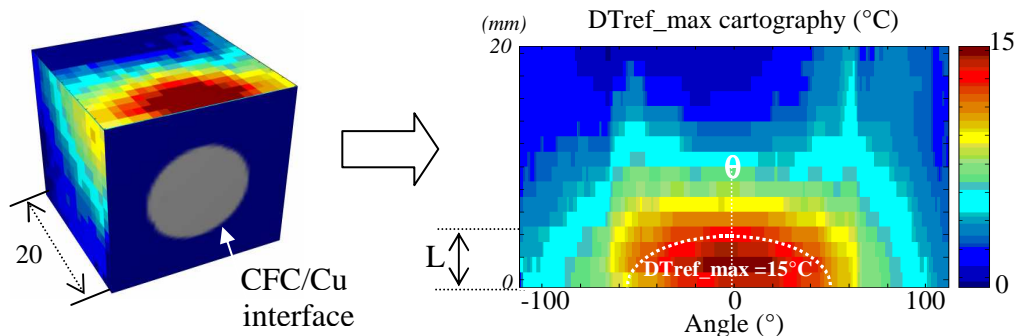 (mm)
DTref_max cartography (°C)
20
15
θ
20
L
DTref_max =15°C
0
0
CFC/Cu
interface
-100
0
100
Angle (°)